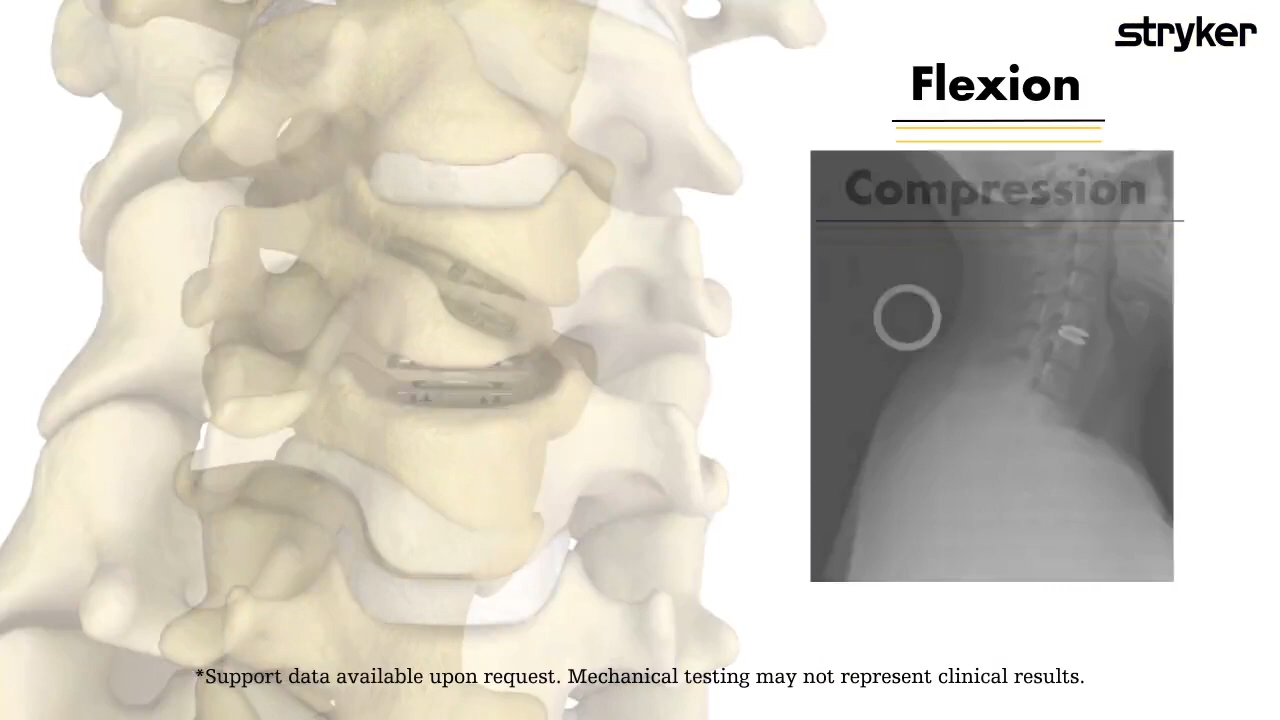 stryker
Flexion
Compression
*Support data available upon request. Mechanical testing may not represent clinical results.